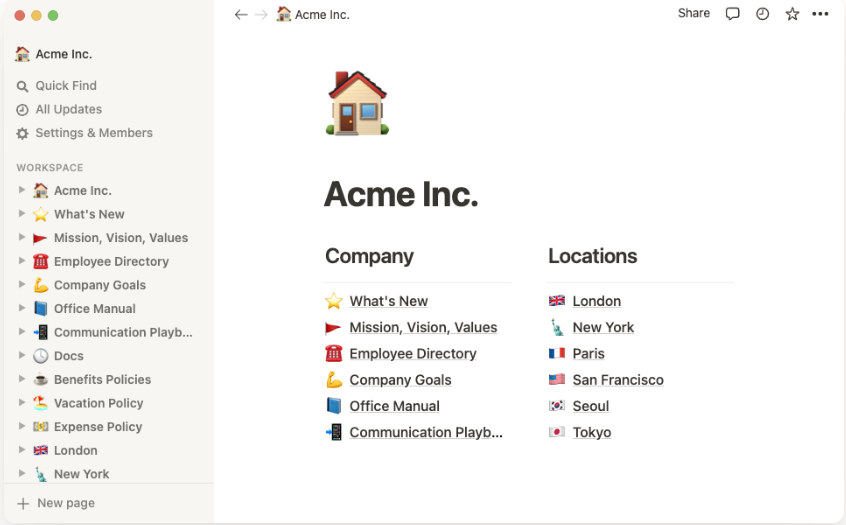 Acme Inc.
Share
Acme Inc.
Quick Find
All Updates
Settings & Members
WORKSPACE
Acme Inc.
What's New
Mission, Vision, Values
Employee Directory
Company Goals
Office Manual
Communication Playb...
Docs
Benefits Policies
Vacation Policy
Expense Policy
London
New York
New page
Acme Inc.
Company
What's New
Mission, Vision, Values
Employee Directory
Company Goals
Office Manual
Communication Playb...
Locations
London
New York
Paris
San Francisco
Seoul
Tokyo